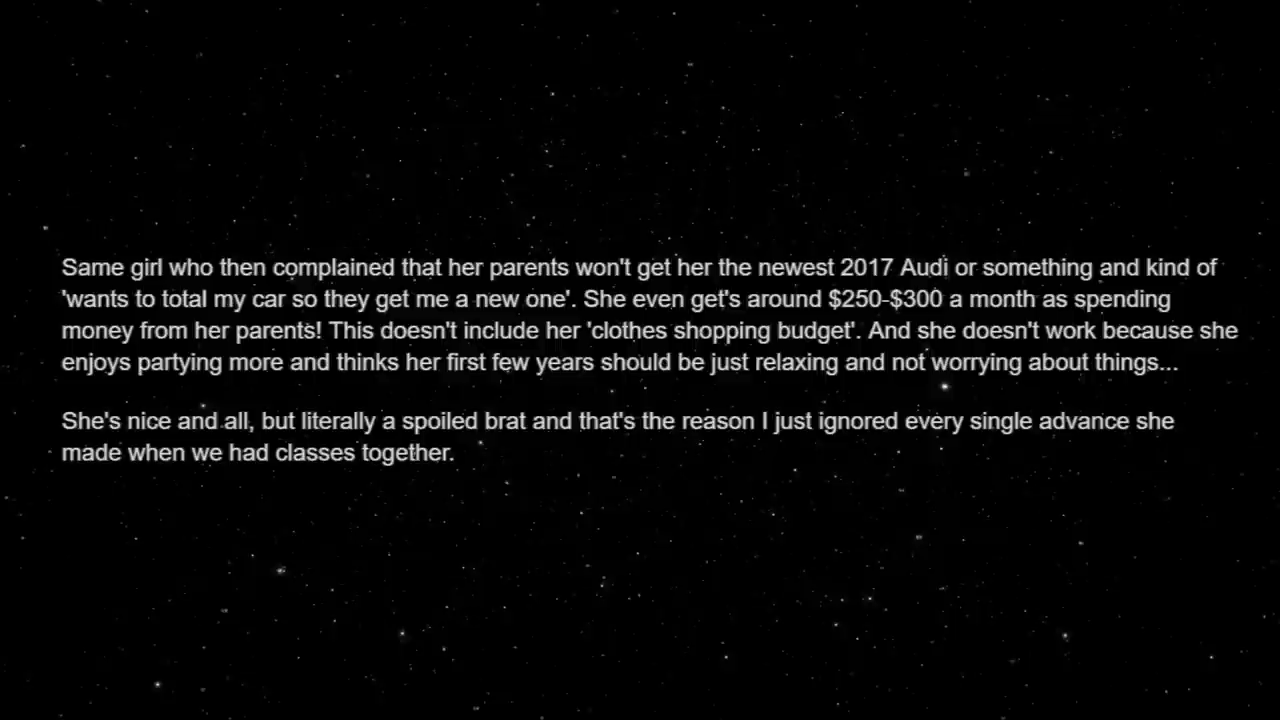 Same girl who then complained that her parents won't get her the newest 2017 Audi or something and kind of
'wants to total my car so they get me a new one'. She even get's around $250-$300 a month as spending
money from her parents! This doesn't include her 'clothes shopping budget'. And she doesn't work because she
enjoys partying more and thinks her first few years should be just relaxing and not worrying about things...
She's nice and all, but literally a spoiled brat and that's the reason I just ignored every single advance she
made when we had classes together.